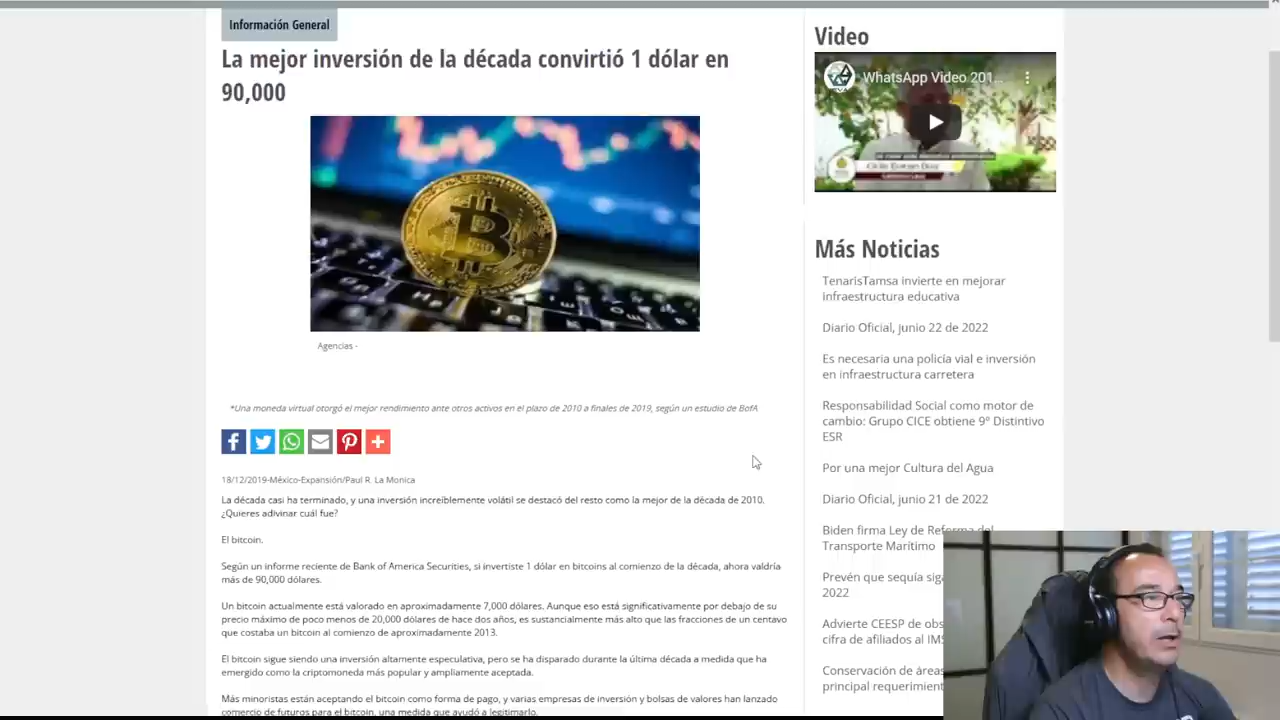 Información General
La mejor inversión de la década convirtió 1 dólar en
90,000
Agencias -
*Una moneda virtual otorgó el mejor rendimiento ante otros activos en el plazo de 2010 a finales de 2019, según un estudio de BofA
18/12/2019-México-Expansión/Paul R. La Monica
La década casi ha terminado, y una inversión increíblemente volátil se destacó del resto como la mejor de la década de 2010.
¿Quieres adivinar cuál fue?
El bitcoin.
Según un informe reciente de Bank of America Securities, si invertiste 1 dólar en bitcoins al comienzo de la década, ahora valdría
más de 90,000 dólares.
Un bitcoin actualmente está valorado en aproximadamente 7,000 dólares. Aunque eso está significativamente por debajo de su
precio máximo de poco menos de 20,000 dólares de hace dos años, es sustancialmente más alto que las fracciones de un centavo
que costaba un bitcoin al comienzo de aproximadamente 2013.
El bitcoin sigue siendo una inversión altamente especulativa, pero se ha disparado durante la última década a medida que ha
emergido como la criptomoneda más popular y ampliamente aceptada.
Más minoristas están aceptando el bitcoin como forma de pago, y varias empresas de inversión y bolsas de valores han lanzado
comercio de futuros para el bitcoin, una medida que ayudó a legitimarlo.
Video
WhatsApp Video 201...
Más Noticias
TenarisTamsa invierte en mejorar
infraestructura educativa
Diario Oficial, junio 22 de 2022
Es necesaria una policía vial e inversión
en infraestructura carretera
Responsabilidad Social como motor de
cambio: Grupo CICE obtiene 9° Distintivo
ESR
Por una mejor Cultura del Agua
Diario Oficial, junio 21 de 2022
Biden firma Ley de Reforma del
Transporte Marítimo
Prevén que sequía
2022
Advierte CEESP de
cifra de afiliados al
Conservación de áreas
principal